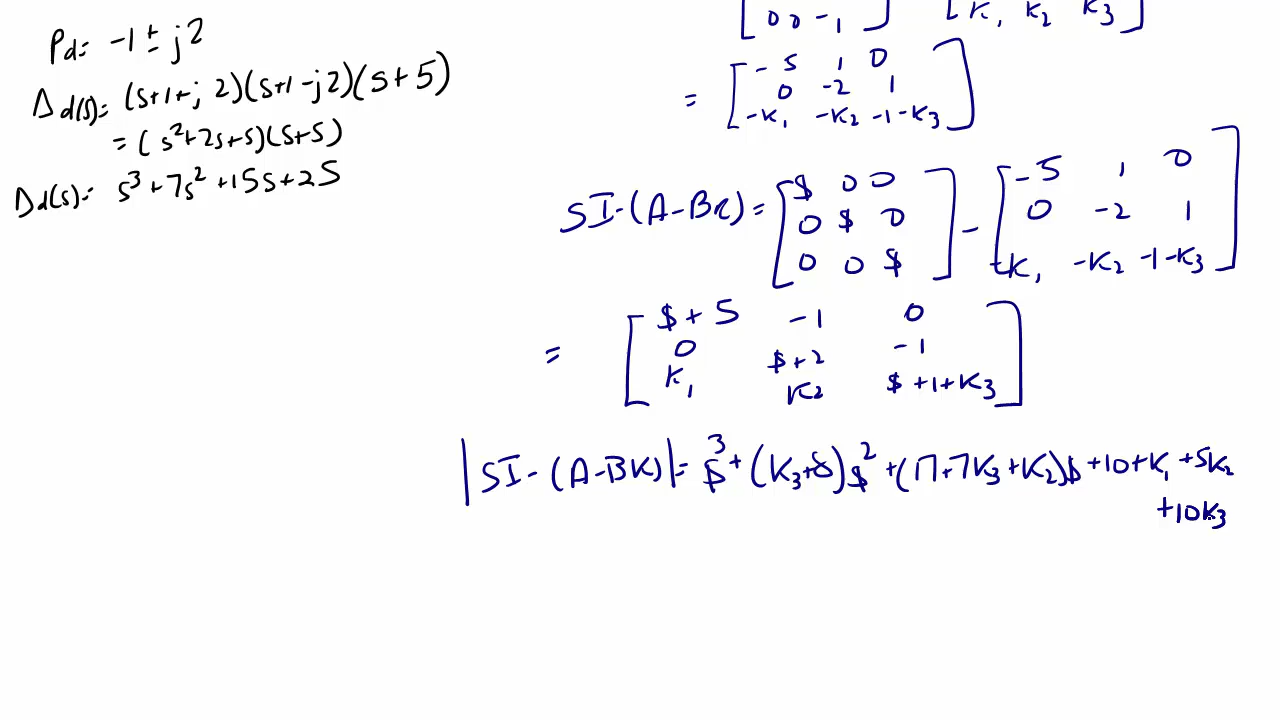 Pd = -1 ± j2
Δd(s) = (s+1+j2)(s+1-j2)(s+5)
= (s²+2s+5)(s+5)
Δd(s) = s³+7s²+15s+25
0 0 -1 ] [K₁ K₂ K₃]
= [ -5 1 0
0 -2 1
-K₁ -K₂ -1-K₃ ]
SI-(A-BK) = [ s 0 0
0 s 0
0 0 s ] - [ -5 1 0
0 -2 1
-K₁ -K₂ -1-K₃ ]
= [ s+5 -1 0
0 s+2 -1
K₁ K₂ s+1+K₃ ]
|SI-(A-BK)| = s³+(K₃+8)s²+(17+7K₃+K₂)s+10+K₁+5K₂
+10K₃